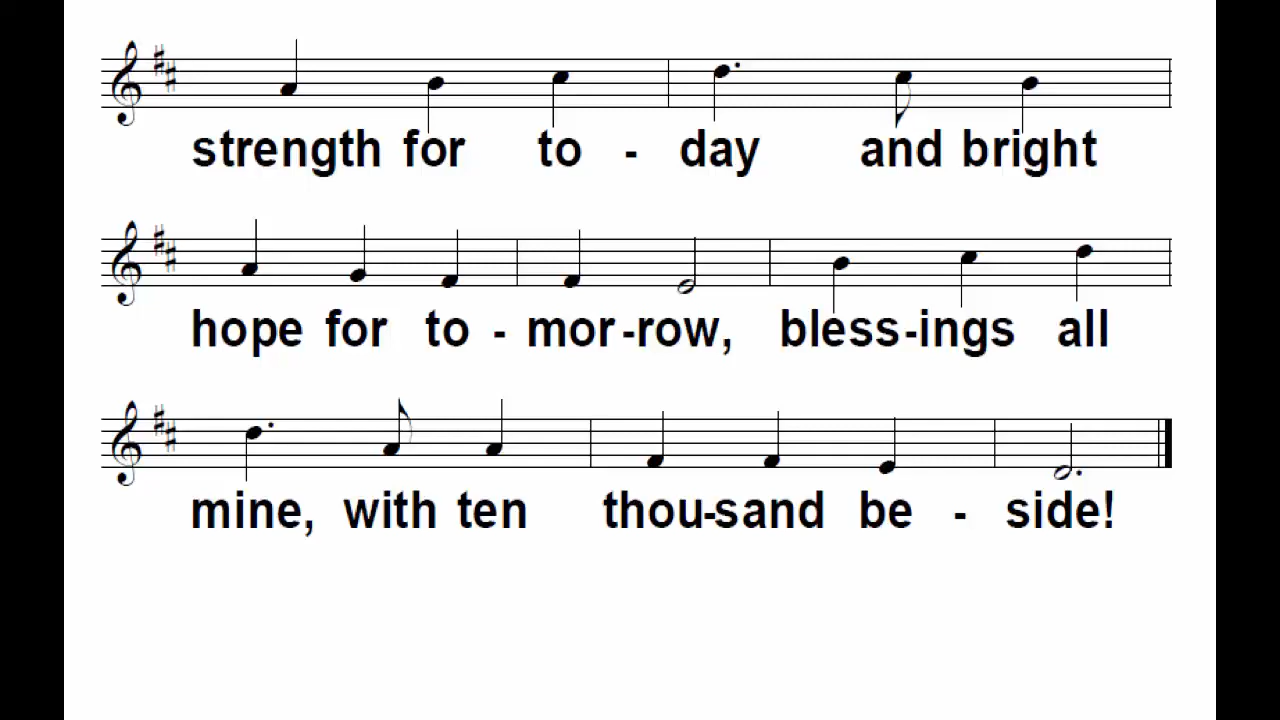 strength for to - day and bright
hope for to - mor-row, bless-ings all
mine, with ten thou-sand be - side!